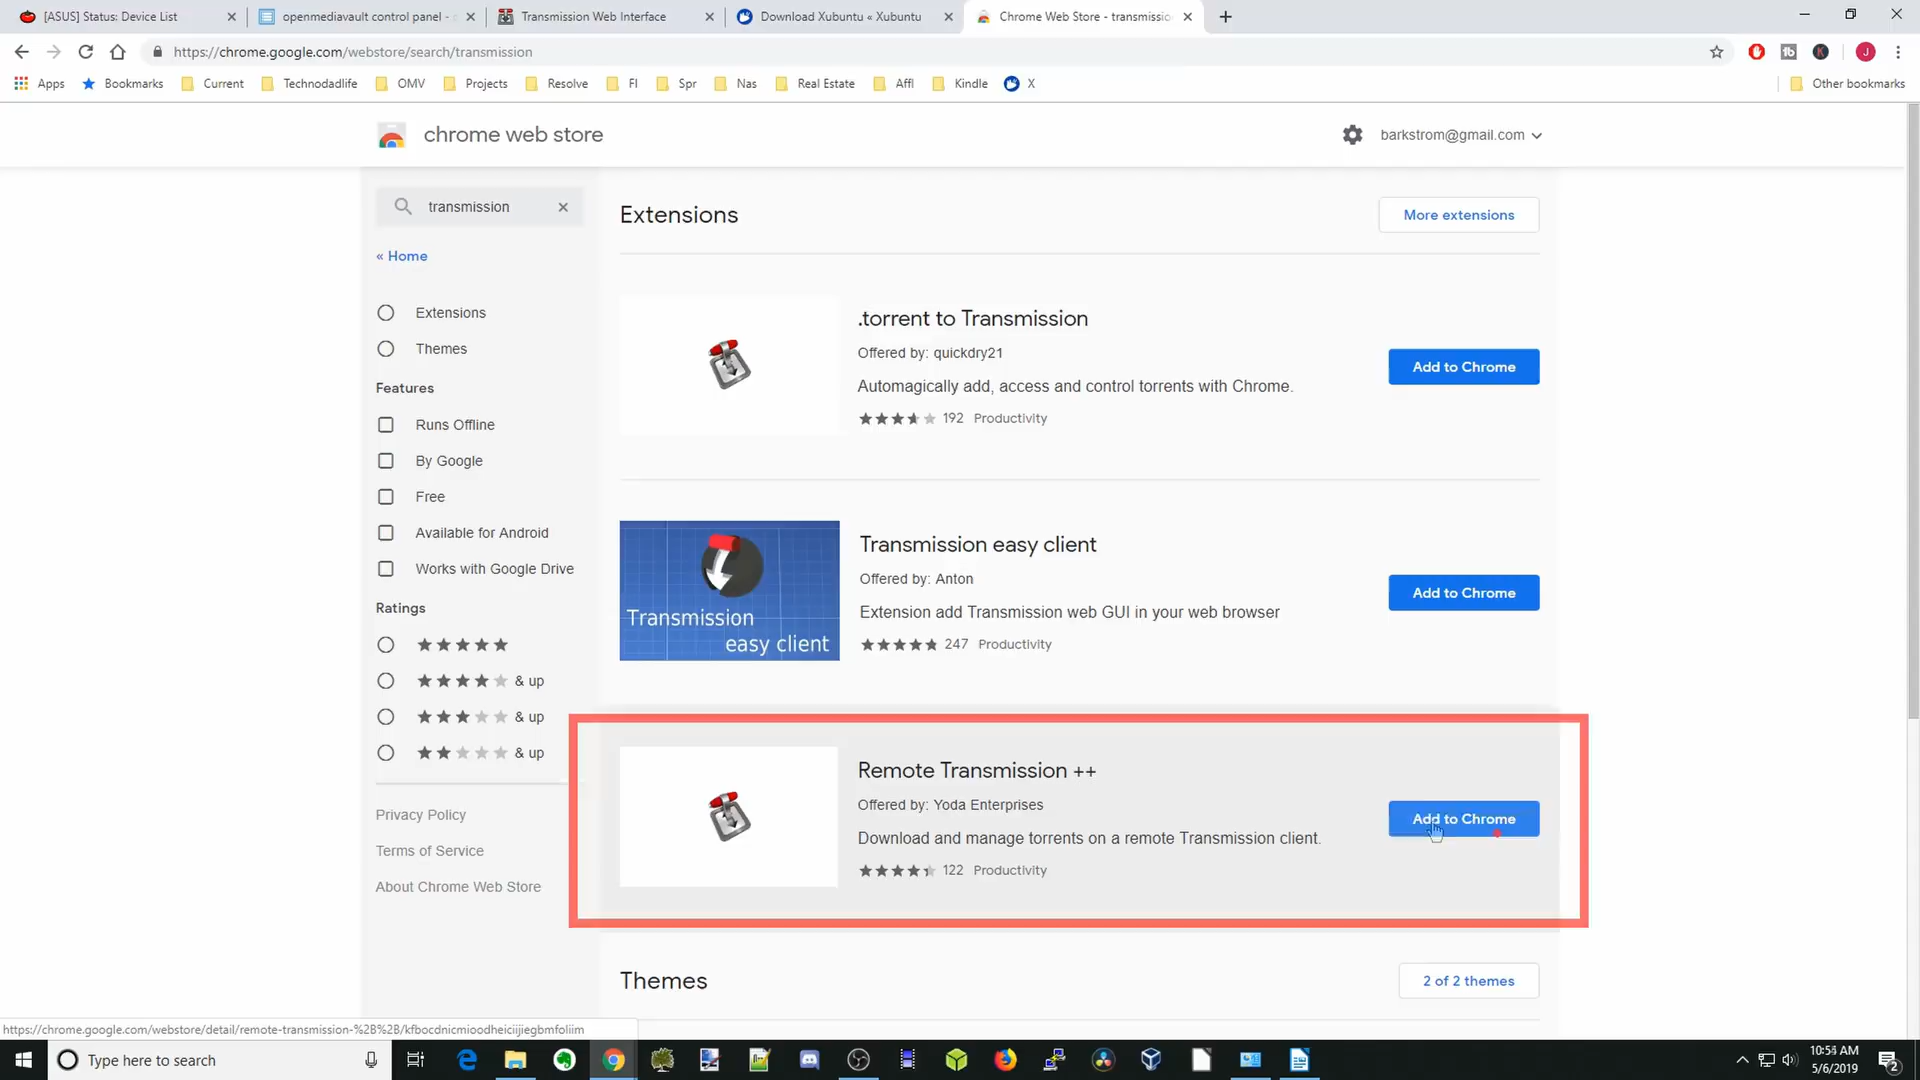 [ASUS] Status: Device List
openmediavault control panel -
Transmission Web Interface
Download Xubuntu « Xubuntu
Chrome Web Store - transmissio
https://chrome.google.com/webstore/search/transmission
Apps
Bookmarks
Current
Technodadlife
OMV
Projects
Resolve
FI
Spr
Nas
Real Estate
Affl
Kindle
X
Other bookmarks
chrome web store
barkstrom@gmail.com
transmission
« Home
Extensions
Themes
Features
Runs Offline
By Google
Free
Available for Android
Works with Google Drive
Ratings
& up
& up
& up
Privacy Policy
Terms of Service
About Chrome Web Store
Extensions
More extensions
.torrent to Transmission
Offered by: quickdry21
Automagically add, access and control torrents with Chrome.
192 Productivity
Add to Chrome
Transmission
easy client
Transmission easy client
Offered by: Anton
Extension add Transmission web GUI in your web browser
247 Productivity
Add to Chrome
Remote Transmission ++
Offered by: Yoda Enterprises
Download and manage torrents on a remote Transmission client.
122 Productivity
Add to Chrome
Themes
2 of 2 themes
https://chrome.google.com/webstore/detail/remote-transmission-%2B%2B/kfbocdnicmioodheiciijiegbmfoliim
Type here to search
10:54 AM
5/6/2019
2